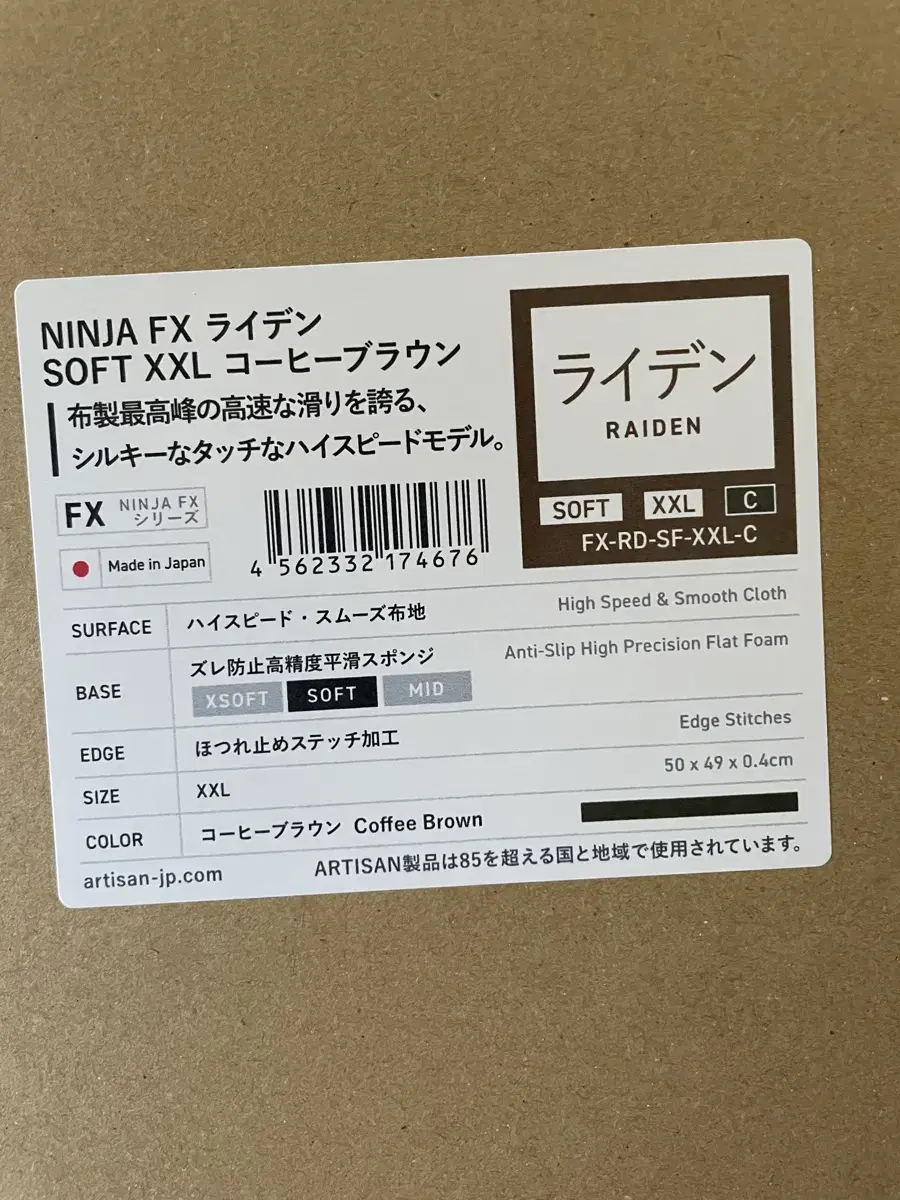 NINJA FX ライデン
SOFT XXL コーヒーブラウン
布製最高峰の高速な滑りを誇る、
シルキーなタッチなハイスピードモデル。
FX NINJA FX
シリーズ
Made in Japan
4 562332 174676
ライデン
RAIDEN
SOFT XXL C
FX-RD-SF-XXL-C
SURFACE ハイスピード・スムーズ布地 High Speed & Smooth Cloth
BASE ズレ防止高精度平滑スポンジ Anti-Slip High Precision Flat Foam
XSOFT SOFT MID
EDGE ほつれ止めステッチ加工 Edge Stitches
SIZE XXL 50 x 49 x 0.4cm
COLOR コーヒーブラウン Coffee Brown
artisan-jp.com ARTISAN製品は85を超える国と地域で使用されています。